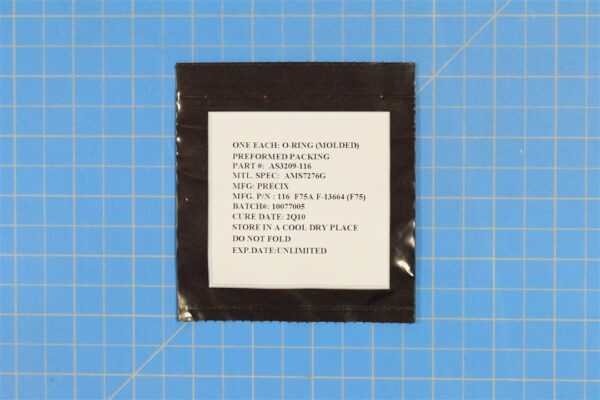 ONE EACH: O-RING (MOLDED)
PREFORMED PACKING
PART #: AS3209-116
MTL. SPEC: AMS7276G
MFG: PRECIX
MFG. P/N : 116 F75A F-13664 (F75)
BATCH#: 10077005
CURE DATE: 2Q10
STORE IN A COOL DRY PLACE
DO NOT FOLD
EXP.DATE:UNLIMITED